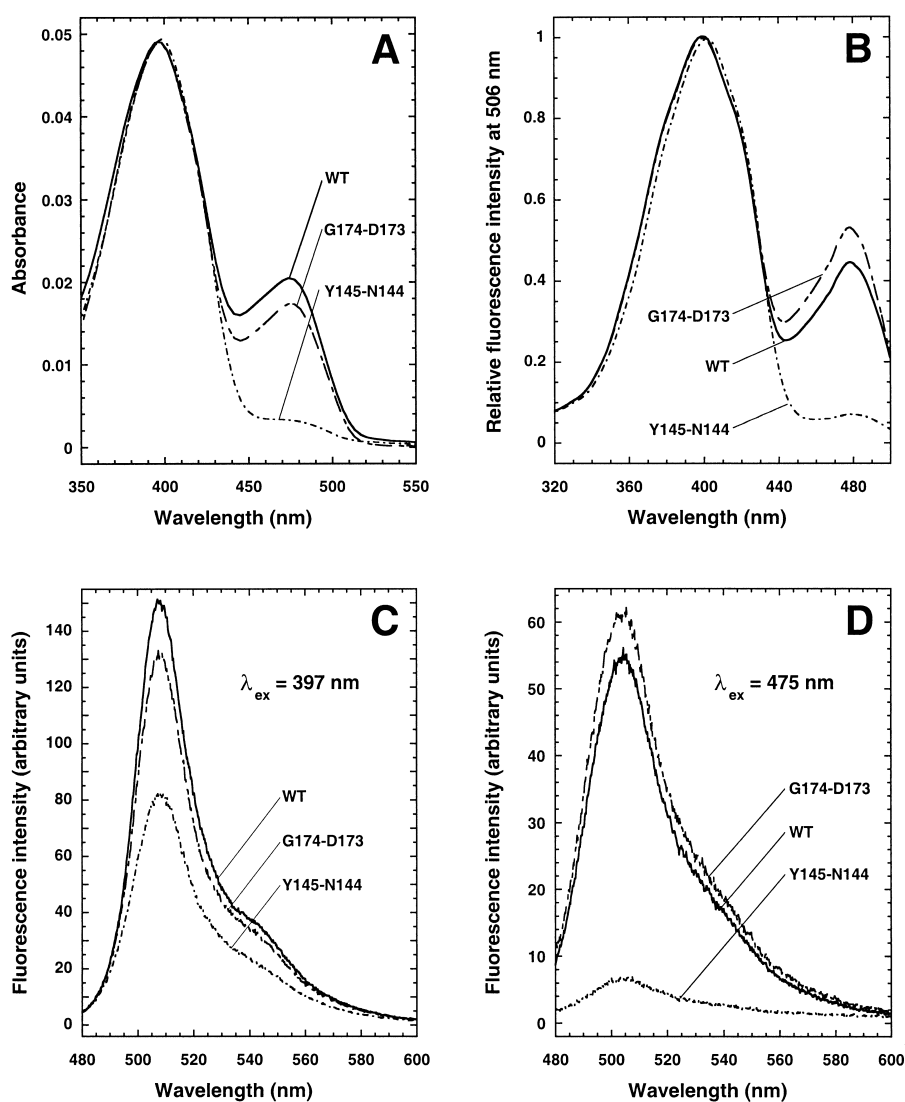 A
Absorbance
0.05
0.04
0.03
0.02
0.01
0
WT
G174-D173
Y145-N144
350 400 450 500 550
Wavelength (nm)
B
Relative fluorescence intensity at 506 nm
1
0.8
0.6
0.4
0.2
0
G174-D173
WT
Y145-N144
320 360 400 440 480
Wavelength (nm)
C
Fluorescence intensity (arbitrary units)
140
120
100
80
60
40
20
0
λex = 397 nm
WT
G174-D173
Y145-N144
480 500 520 540 560 580 600
Wavelength (nm)
D
Fluorescence intensity (arbitrary units)
60
50
40
30
20
10
0
λex = 475 nm
G174-D173
WT
Y145-N144
480 500 520 540 560 580 600
Wavelength (nm)